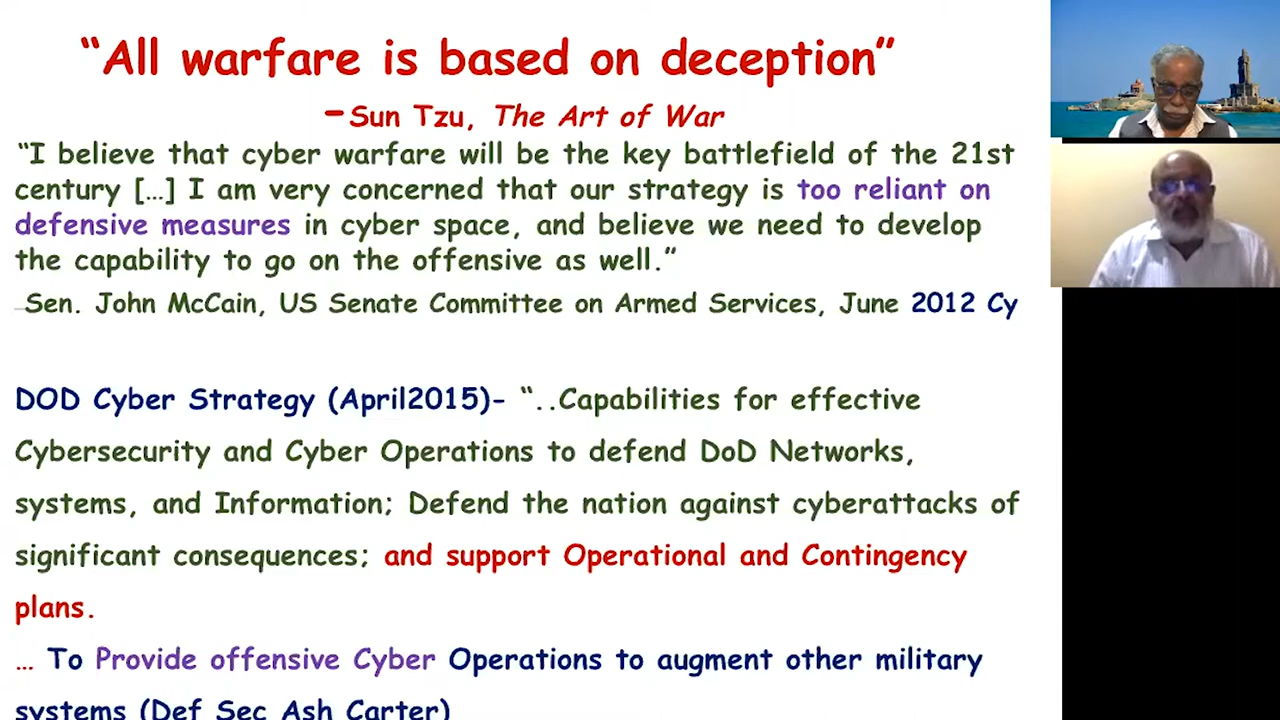 “All warfare is based on deception”
–Sun Tzu, The Art of War
“I believe that cyber warfare will be the key battlefield of the 21st
century […] I am very concerned that our strategy is too reliant on
defensive measures in cyber space, and believe we need to develop
the capability to go on the offensive as well.”
–Sen. John McCain, US Senate Committee on Armed Services, June 2012 Cy
DOD Cyber Strategy (April2015)- “..Capabilities for effective
Cybersecurity and Cyber Operations to defend DoD Networks,
systems, and Information; Defend the nation against cyberattacks of
significant consequences; and support Operational and Contingency
plans.
… To Provide offensive Cyber Operations to augment other military
systems (Def Sec Ash Carter)